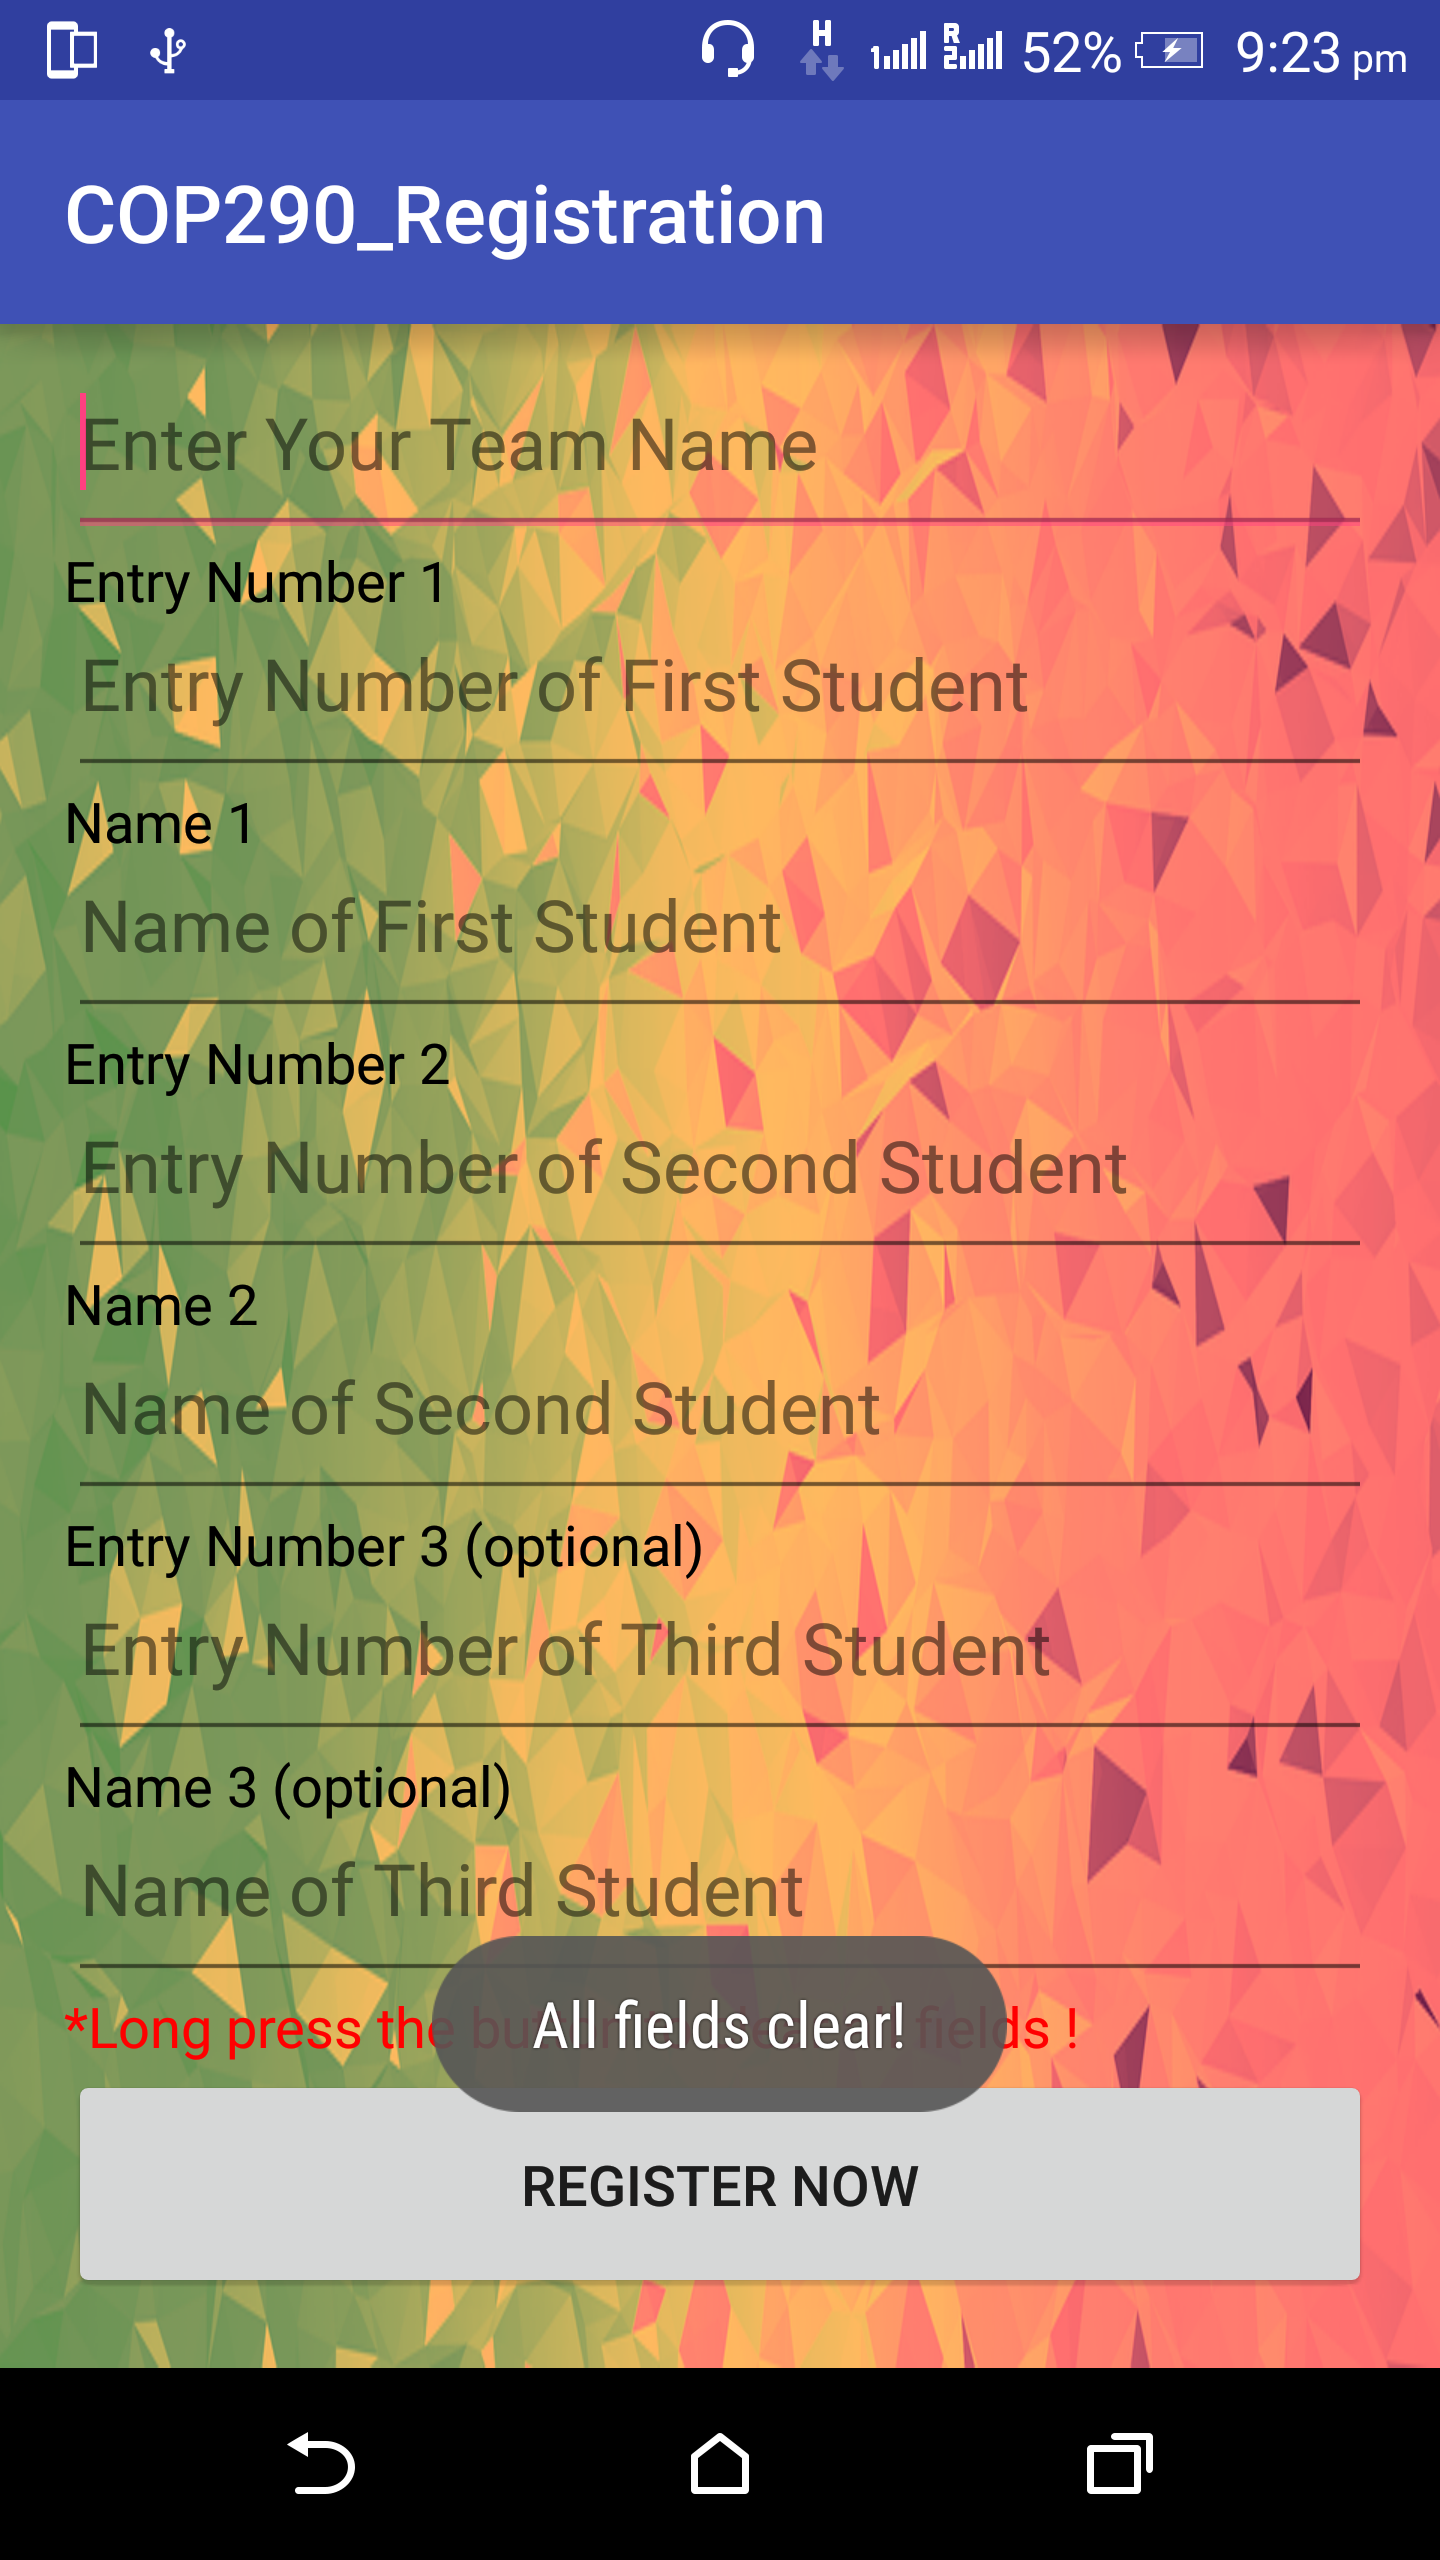 H R
1 2 52% 9:23 pm
COP290_Registration
Enter Your Team Name
Entry Number 1
Entry Number of First Student
Name 1
Name of First Student
Entry Number 2
Entry Number of Second Student
Name 2
Name of Second Student
Entry Number 3 (optional)
Entry Number of Third Student
Name 3 (optional)
Name of Third Student
*Long press the fields !
All fields clear!
REGISTER NOW